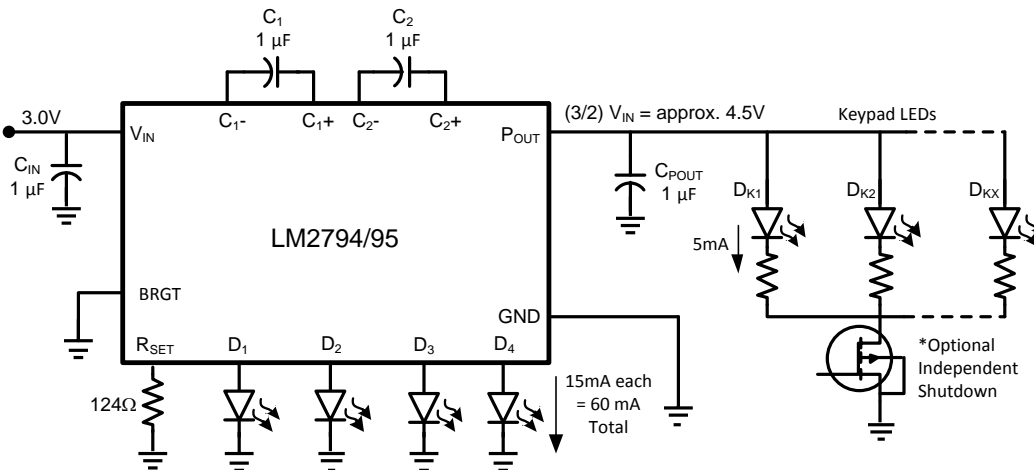 C1
1 µF
C2
1 µF
3.0V
C1-
C1+
C2-
C2+
(3/2) VIN = approx. 4.5V
Keypad LEDs
VIN
POUT
CIN
1 µF
CPOUT
1 µF
DK1
DK2
DKX
LM2794/95
5mA
BRGT
GND
RSET
D1
D2
D3
D4
*Optional
Independent
Shutdown
124Ω
15mA each
= 60 mA
Total